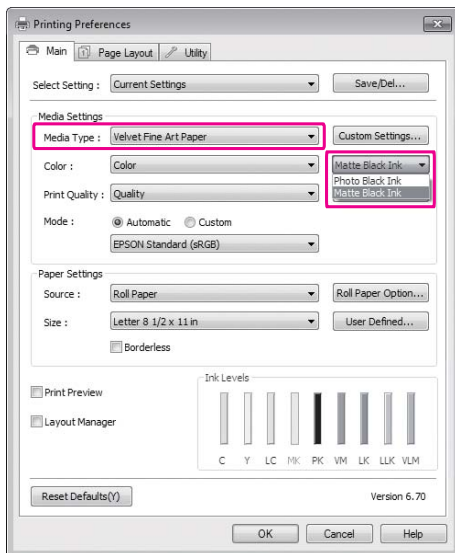 Printing Preferences
Main Page Layout Utility
Select Setting : Current Settings Save/Del...
Media Settings
Media Type : Velvet Fine Art Paper Custom Settings...
Color : Color Matte Black Ink
Photo Black Ink
Print Quality : Quality Matte Black Ink
Mode : Automatic Custom
EPSON Standard (sRGB)
Paper Settings
Source : Roll Paper Roll Paper Option...
Size : Letter 8 1/2 x 11 in User Defined...
Borderless
Ink Levels
Print Preview
Layout Manager
C Y LC MK PK VM LK LLK VLM
Reset Defaults(Y) Version 6.70
OK Cancel Help